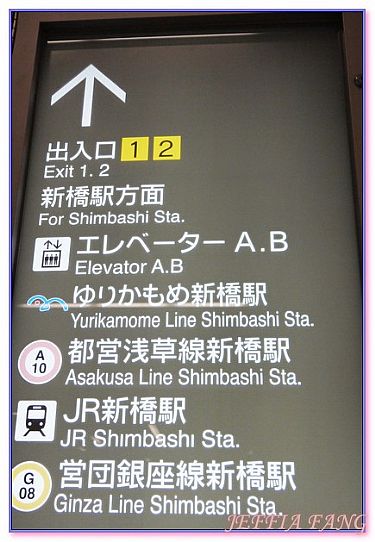 出入口 1 2
Exit 1. 2
新橋駅方面
For Shimbashi Sta.
エレベーター A.B
Elevator A.B
ゆりかもめ新橋駅
Yurikamome Line Shimbashi Sta.
A 10 都営浅草線新橋駅
Asakusa Line Shimbashi Sta.
JR新橋駅
JR Shimbashi Sta.
G 08 営団銀座線新橋駅
Ginza Line Shimbashi Sta.
JEFFIA FANG